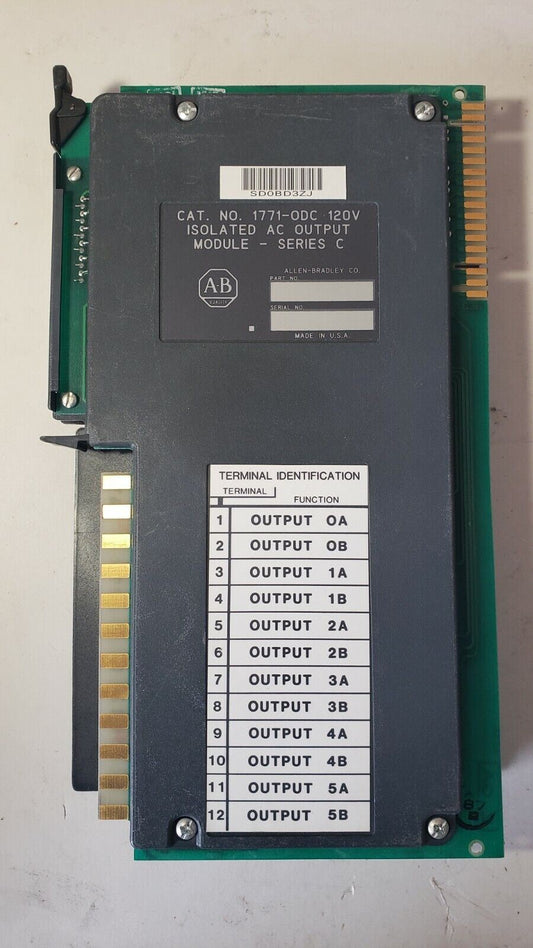 SD0BD3ZJ
CAT. NO. 1771-ODC 120V
ISOLATED AC OUTPUT
MODULE - SERIES C
ALLEN-BRADLEY CO.
PART NO.
A·B
SERIAL NO.
MADE IN U.S.A.
TERMINAL IDENTIFICATION
TERMINAL
FUNCTION
1 OUTPUT 0A
2 OUTPUT 0B
3 OUTPUT 1A
4 OUTPUT 1B
5 OUTPUT 2A
6 OUTPUT 2B
7 OUTPUT 3A
8 OUTPUT 3B
9 OUTPUT 4A
10 OUTPUT 4B
11 OUTPUT 5A
12 OUTPUT 5B
87